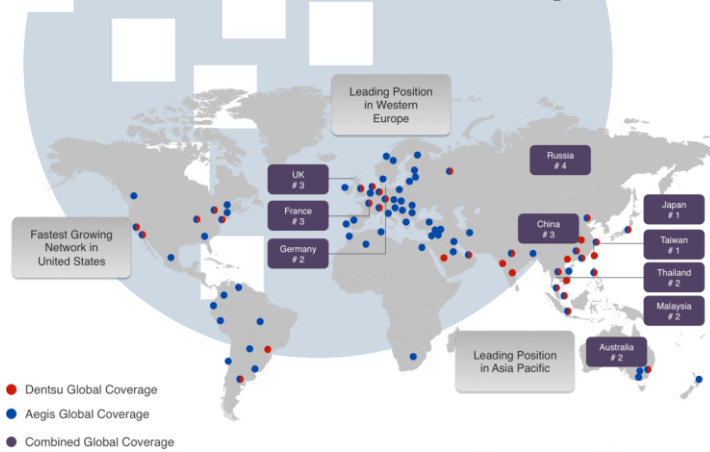 Leading Position
in Western
Europe
Russia
# 4
UK
# 3
Japan
# 1
France
# 3
China
# 3
Fastest Growing
Network in
United States
Taiwan
# 1
Germany
# 2
Thailand
# 2
Malaysia
# 2
Leading Position
in Asia Pacific
Australia
# 2
Dentsu Global Coverage
Aegis Global Coverage
Combined Global Coverage